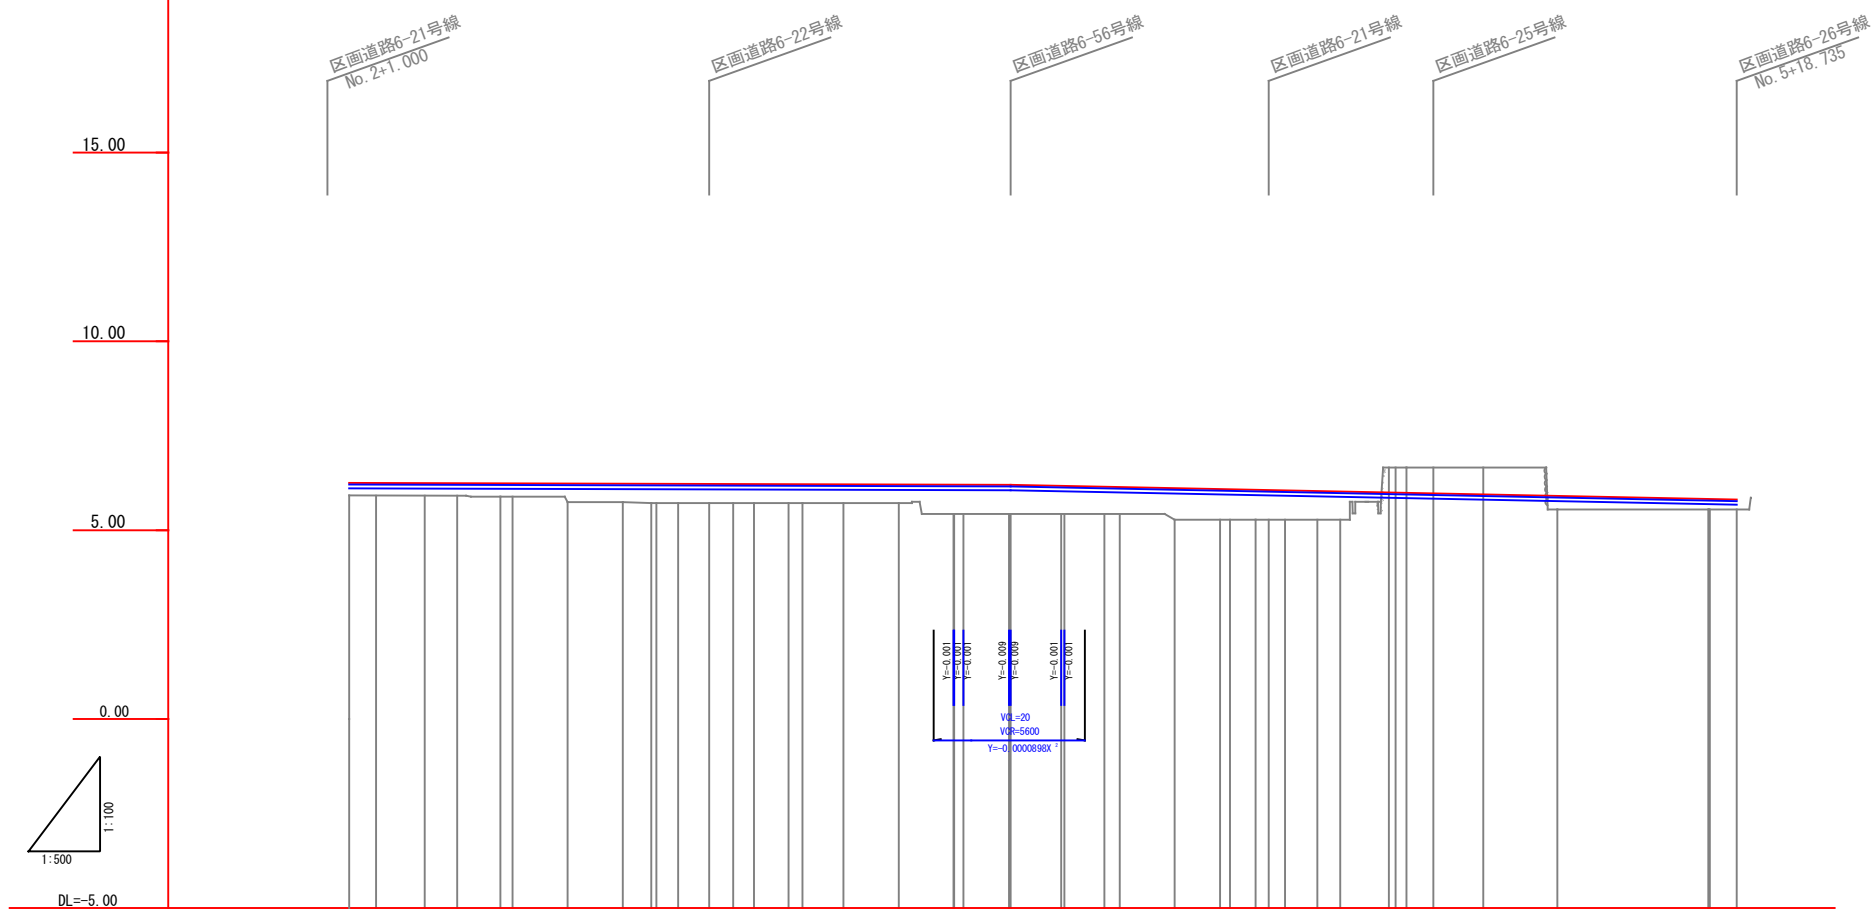 区画道路6-21号線
No.2+1.000
区画道路6-22号線
区画道路6-56号線
区画道路6-21号線
区画道路6-25号線
区画道路6-26号線
No.5+18.735
15.00
10.00
5.00
0.00
DL=-5.00
Y=-0.001
Y=-0.001
Y=-0.001
Y=-0.009
Y=-0.009
Y=-0.001
Y=-0.001
VCL=20
VCR=5600
Y=-0.0000898X²
1:100
1:500